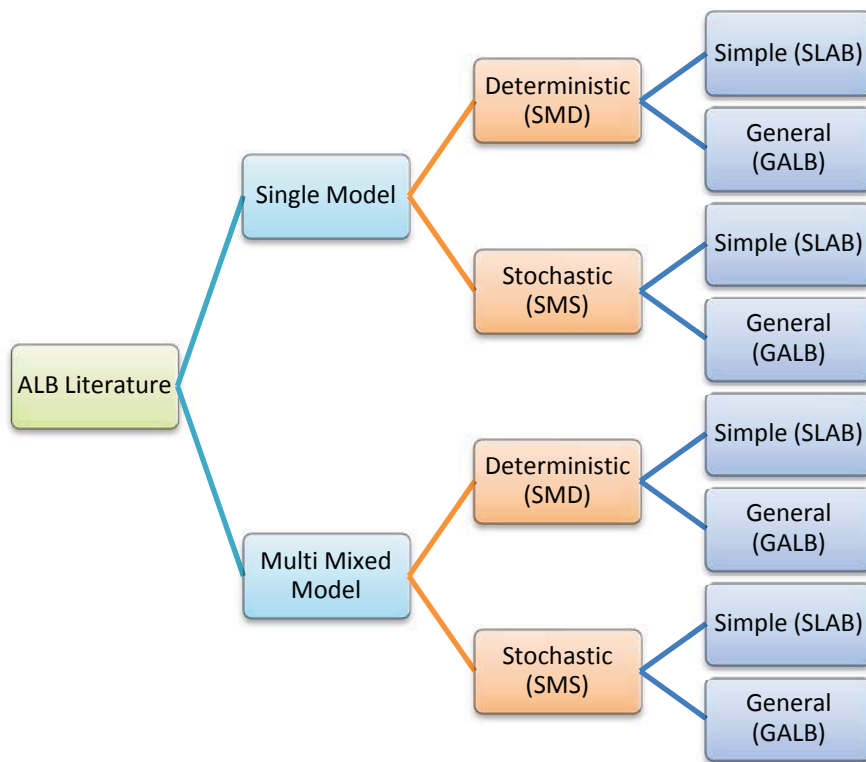 ALB Literature
Single Model
Deterministic
(SMD)
Simple (SLAB)
General
(GALB)
Stochastic
(SMS)
Simple (SLAB)
General
(GALB)
Multi Mixed
Model
Deterministic
(SMD)
Simple (SLAB)
General
(GALB)
Stochastic
(SMS)
Simple (SLAB)
General
(GALB)